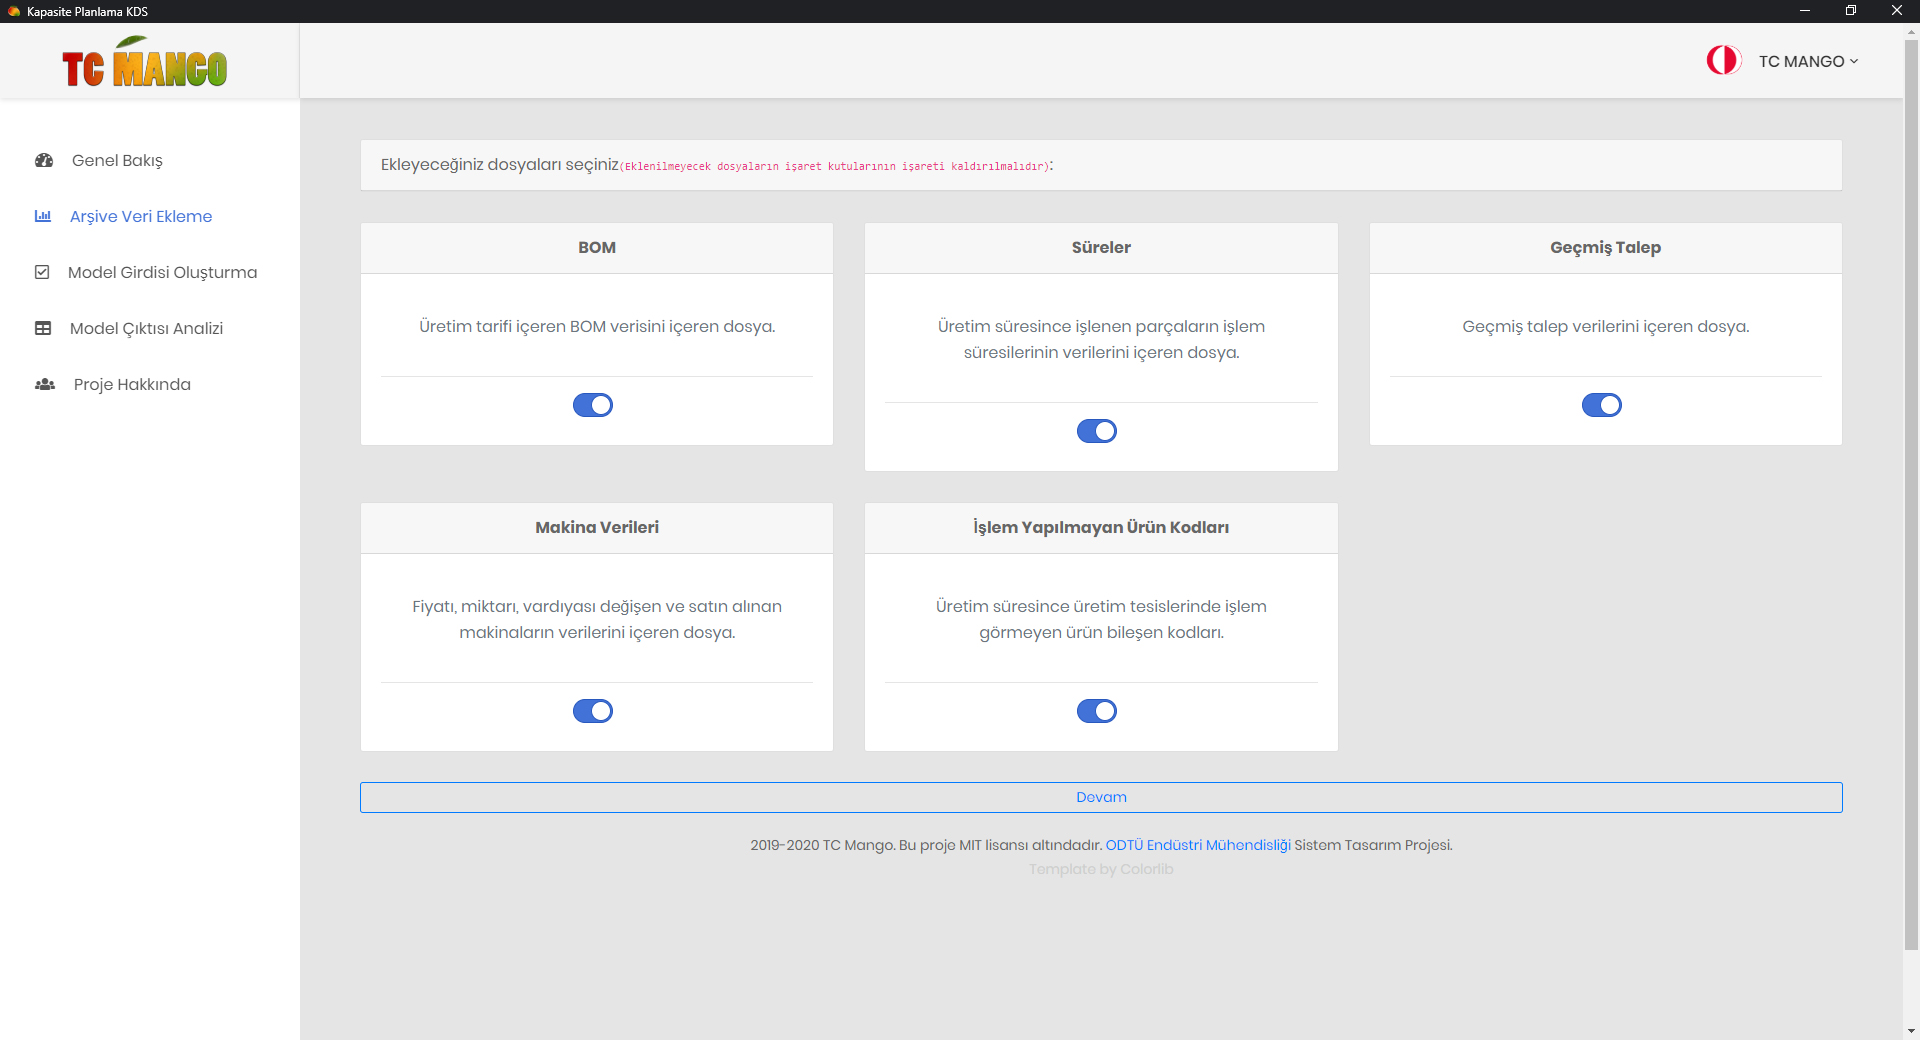 Kapasite Planlama KDS
TC MANGO
TC MANGO
Genel Bakış
Arşive Veri Ekleme
Model Girdisi Oluşturma
Model Çıktısı Analizi
Proje Hakkında
Ekleyeceğiniz dosyaları seçiniz(Eklenilmeyecek dosyaların işaret kutularının işareti kaldırılmalıdır):
BOM
Üretim tarifi içeren BOM verisini içeren dosya.
Süreler
Üretim süresince işlenen parçaların işlem
süresilerinin verilerini içeren dosya.
Geçmiş Talep
Geçmiş talep verilerini içeren dosya.
Makina Verileri
Fiyatı, miktarı, vardıyası değişen ve satın alınan
makinaların verilerini içeren dosya.
İşlem Yapılmayan Ürün Kodları
Üretim süresince üretim tesislerinde işlem
görmeyen ürün bileşen kodları.
Devam
2019-2020 TC Mango. Bu proje MIT lisansı altındadır. ODTÜ Endüstri Mühendisliği Sistem Tasarım Projesi.
Template by Colorlib